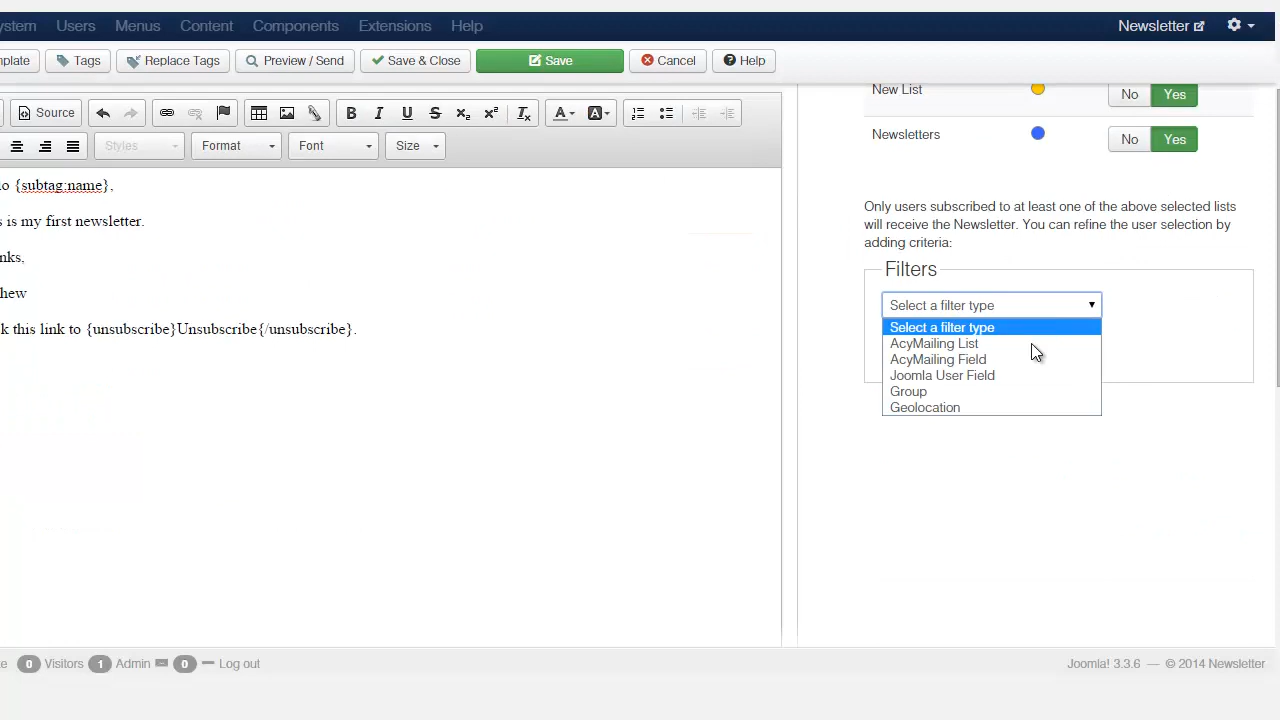 ystem Users Menus Content Components Extensions Help Newsletter
mplate Tags Replace Tags Preview / Send Save & Close Save Cancel Help
Source
Styles Format Font Size
o {subtag:name},
s is my first newsletter.
nks,
hew
k this link to {unsubscribe}Unsubscribe{/unsubscribe}.
New List No Yes
Newsletters No Yes
Only users subscribed to at least one of the above selected lists
will receive the Newsletter. You can refine the user selection by
adding criteria:
Filters
Select a filter type
Select a filter type
AcyMailing List
AcyMailing Field
Joomla User Field
Group
Geolocation
e 0 Visitors 1 Admin 0 Log out Joomla! 3.3.6 — © 2014 Newsletter